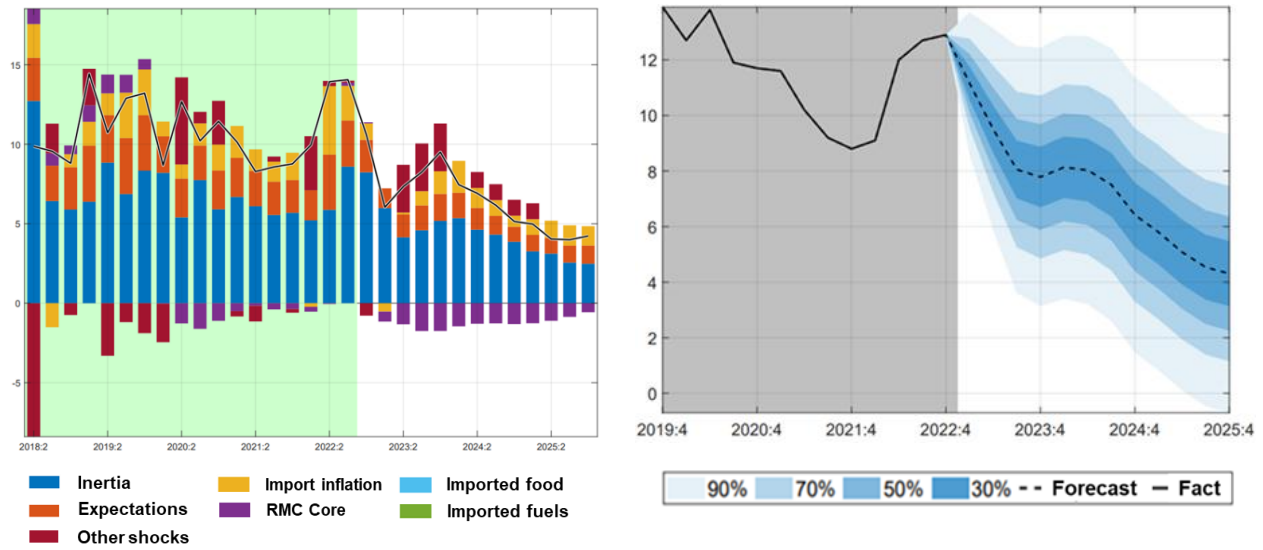 15
10
5
0
-5
2018:2 2019:2 2020:2 2021:2 2022:2 2023:2 2024:2 2025:2
Inertia Import inflation Imported food
Expectations RMC Core Imported fuels
Other shocks
12
10
8
6
4
2
0
2019:4 2020:4 2021:4 2022:4 2023:4 2024:4 2025:4
90% 70% 50% 30% Forecast Fact